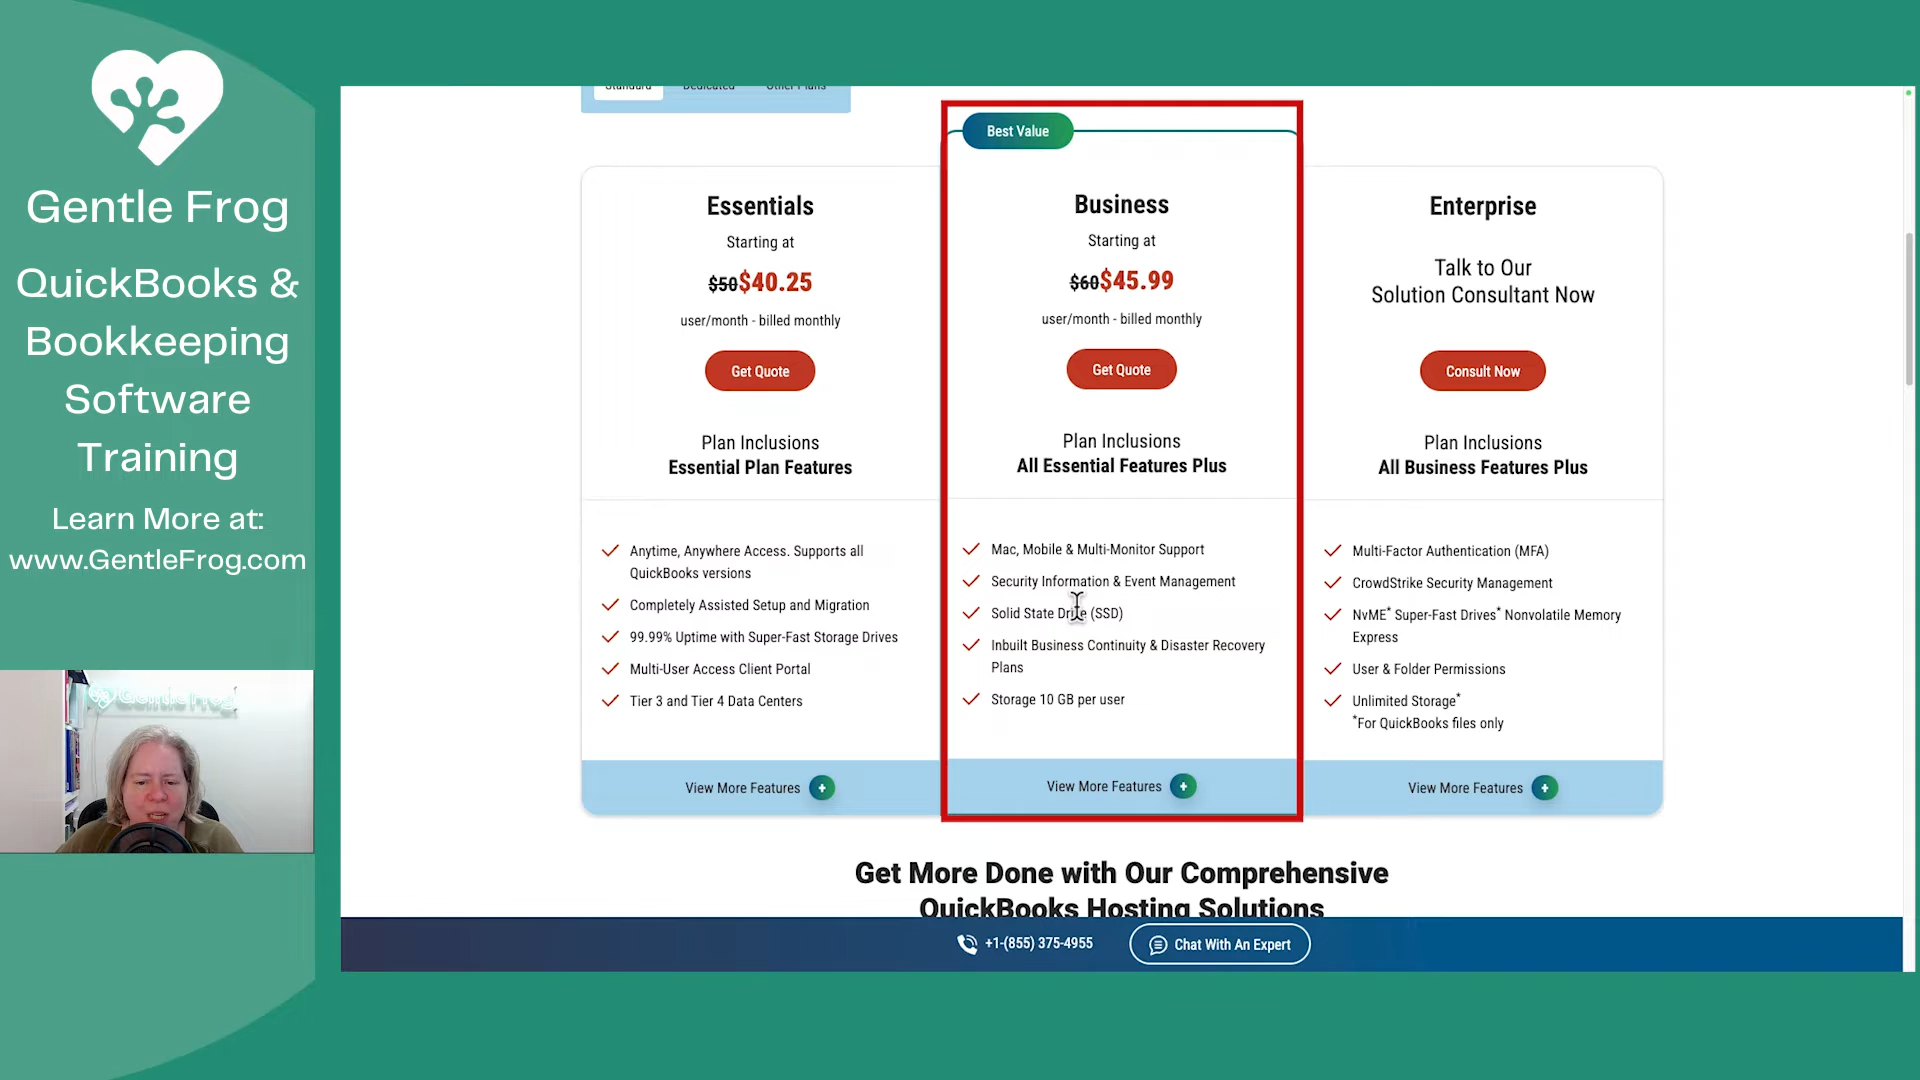 Gentle Frog
QuickBooks &
Bookkeeping
Software
Training
Learn More at:
www.GentleFrog.com
Gentle Frog
Standard Dedicated Other Plans
Essentials
Starting at
$50$40.25
user/month - billed monthly
Get Quote
Plan Inclusions
Essential Plan Features
Anytime, Anywhere Access. Supports all
QuickBooks versions
Completely Assisted Setup and Migration
99.99% Uptime with Super-Fast Storage Drives
Multi-User Access Client Portal
Tier 3 and Tier 4 Data Centers
View More Features +
Best Value
Business
Starting at
$60$45.99
user/month - billed monthly
Get Quote
Plan Inclusions
All Essential Features Plus
Mac, Mobile & Multi-Monitor Support
Security Information & Event Management
Solid State Drive (SSD)
Inbuilt Business Continuity & Disaster Recovery
Plans
Storage 10 GB per user
View More Features +
Enterprise
Talk to Our
Solution Consultant Now
Consult Now
Plan Inclusions
All Business Features Plus
Multi-Factor Authentication (MFA)
CrowdStrike Security Management
NvME* Super-Fast Drives* Nonvolatile Memory
Express
User & Folder Permissions
Unlimited Storage*
*For QuickBooks files only
View More Features +
Get More Done with Our Comprehensive
QuickBooks Hosting Solutions
+1-(855) 375-4955
Chat With An Expert